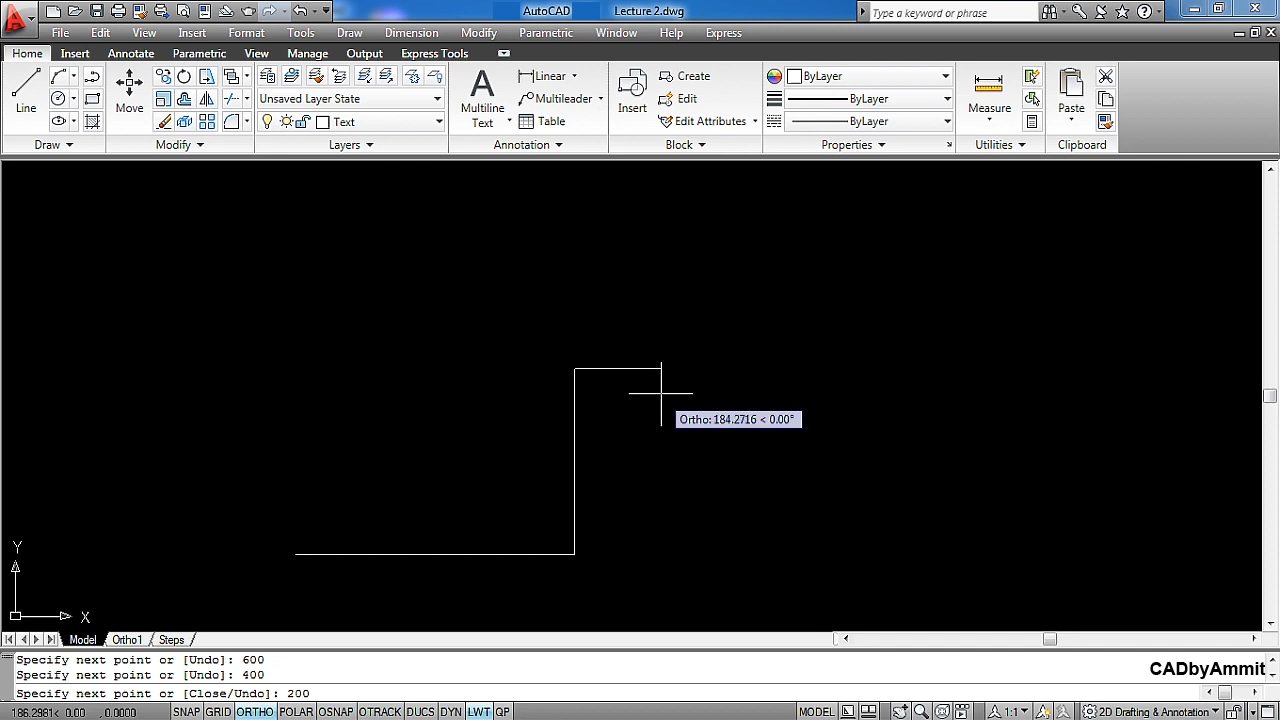 AutoCAD Lecture 2.dwg
Type a keyword or phrase
File Edit View Insert Format Tools Draw Dimension Modify Parametric Window Help Express
Home Insert Annotate Parametric View Manage Output Express Tools
Line
Move
Unsaved Layer State
Text
Multiline
Text
Linear
Multileader
Table
Insert
Create
Edit
Edit Attributes
ByLayer
ByLayer
ByLayer
Measure
Paste
Draw Modify Layers Annotation Block Properties Utilities Clipboard
Ortho: 184.2716 < 0.00°
Y
X
Model Ortho1 Steps
Specify next point or [Undo]: 600
Specify next point or [Undo]: 400
Specify next point or [Close/Undo]: 200
CADbyAmmit
186.2981< 0.00 , 0.0000 SNAP GRID ORTHO POLAR OSNAP OTRACK DUCS DYN LWT QP MODEL 1:1 2D Drafting & Annotation